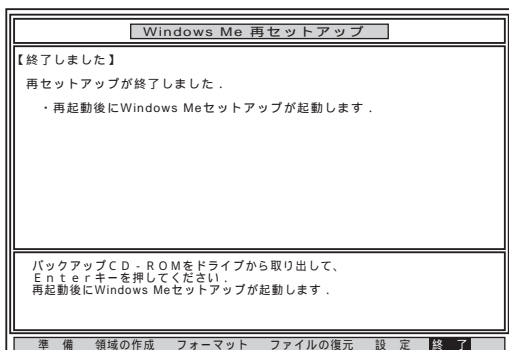 Windows Me 再セットアップ
【終了しました】
再セットアップが終了しました．
・再起動後にWindows Meセットアップが起動します．
バックアップＣＤ‐ＲＯＭをドライブから取り出して、
Ｅｎｔｅｒキーを押してください．
再起動後にWindows Meセットアップが起動します．
準　備　領域の作成　フォーマット　ファイルの復元　設　定　終　了